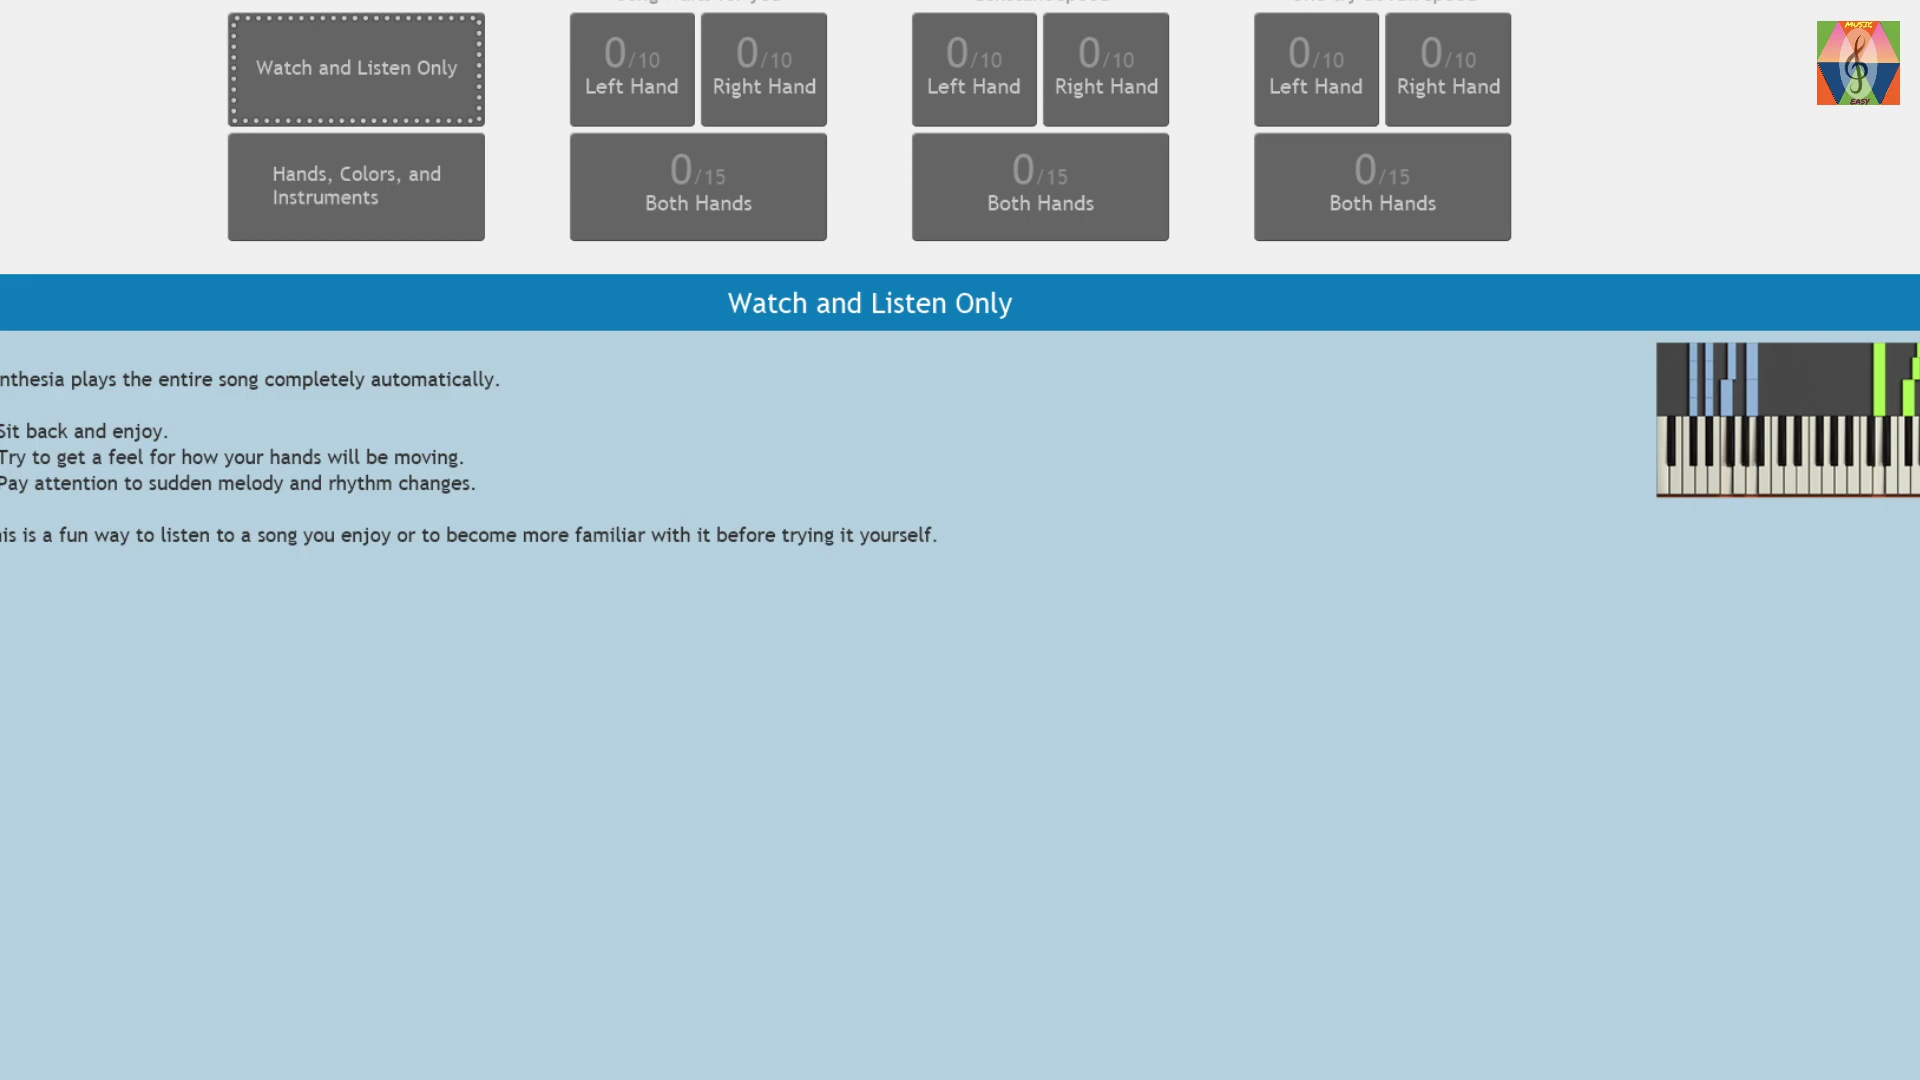 Watch and Listen Only
0/10
Left Hand
0/10
Right Hand
0/10
Left Hand
0/10
Right Hand
0/10
Left Hand
0/10
Right Hand
Hands, Colors, and
Instruments
0/15
Both Hands
0/15
Both Hands
0/15
Both Hands
MUSIC
EASY
Watch and Listen Only
nthesia plays the entire song completely automatically.
Sit back and enjoy.
Try to get a feel for how your hands will be moving.
Pay attention to sudden melody and rhythm changes.
is is a fun way to listen to a song you enjoy or to become more familiar with it before trying it yourself.